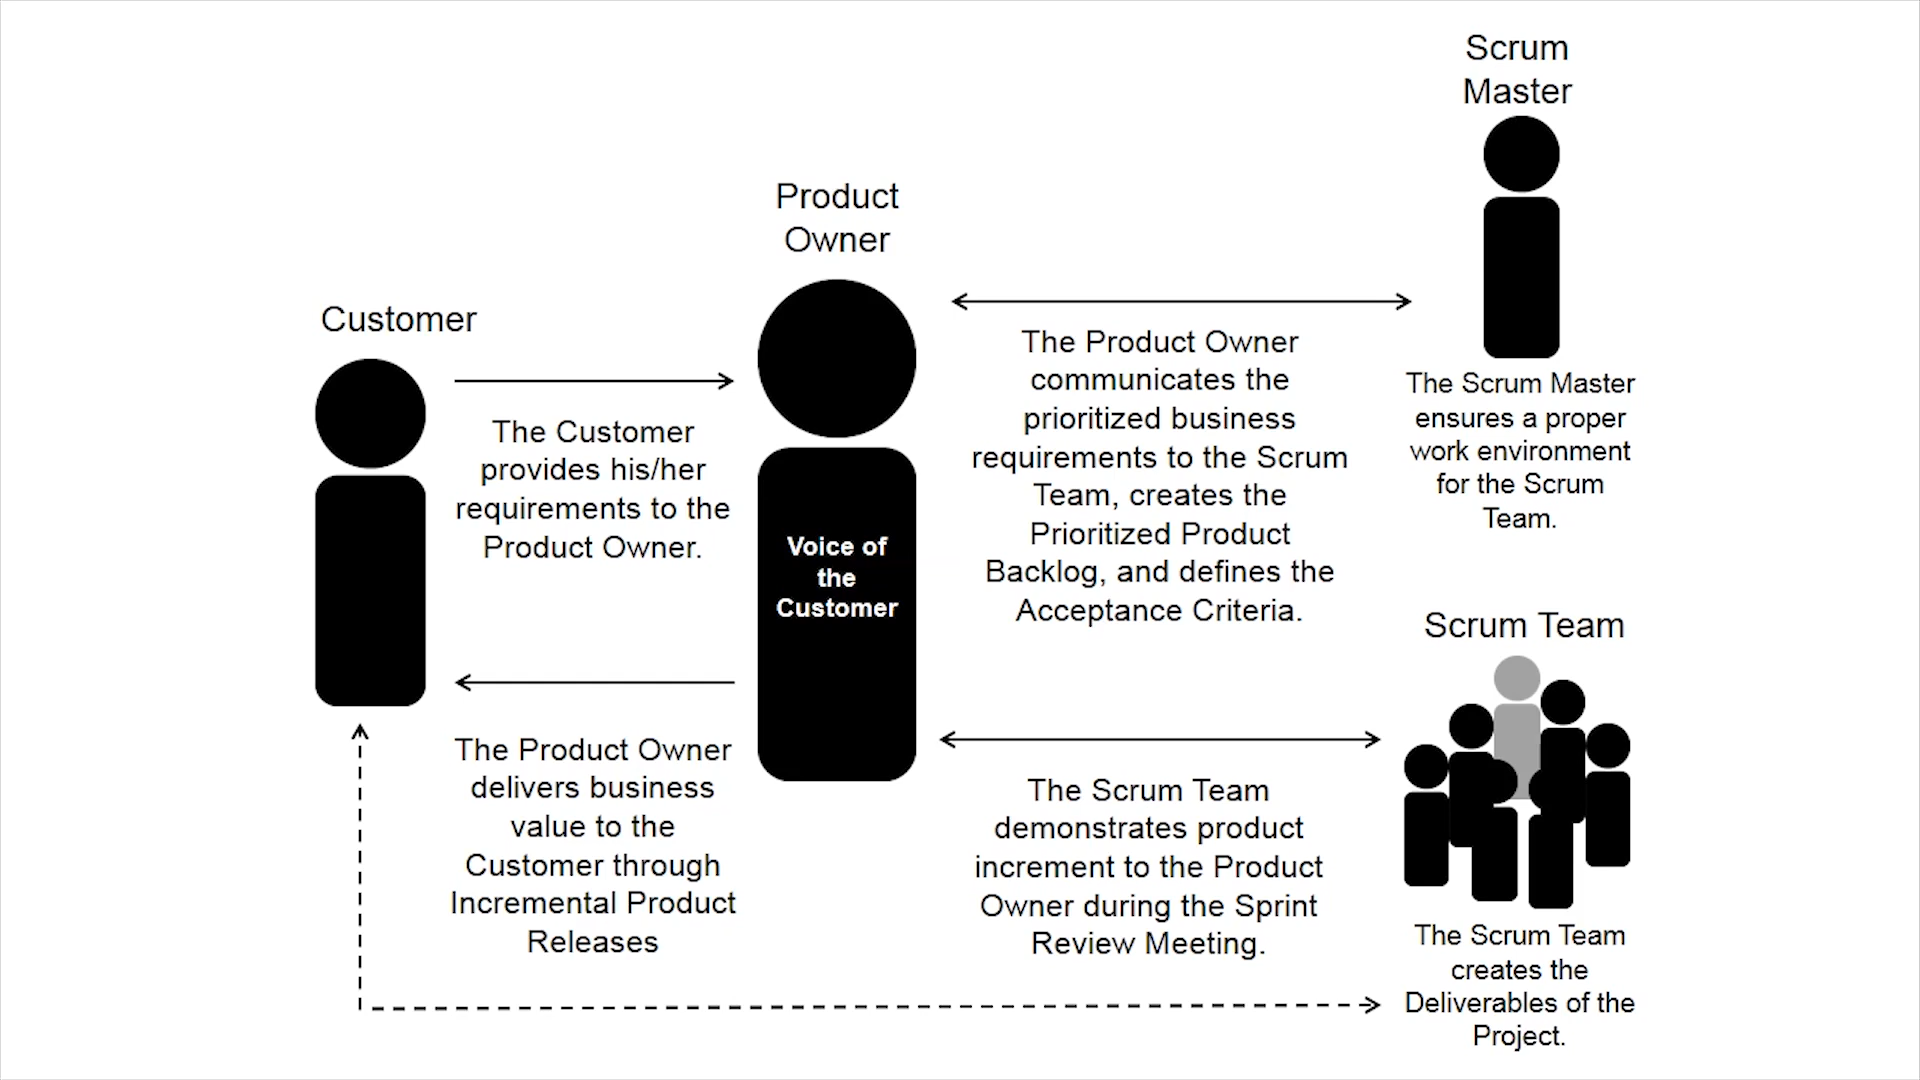 Scrum
Master
Product
Owner
Customer
The Customer
provides his/her
requirements to the
Product Owner.
Voice of
the
Customer
The Product Owner
communicates the
prioritized business
requirements to the Scrum
Team, creates the
Prioritized Product
Backlog, and defines the
Acceptance Criteria.
The Scrum Master
ensures a proper
work environment
for the Scrum
Team.
Scrum Team
The Product Owner
delivers business
value to the
Customer through
Incremental Product
Releases
The Scrum Team
demonstrates product
increment to the Product
Owner during the Sprint
Review Meeting.
The Scrum Team
creates the
Deliverables of the
Project.